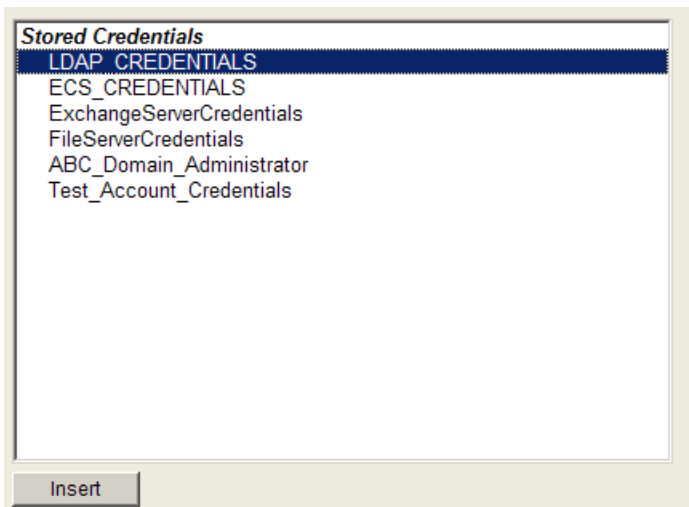 Stored Credentials
LDAP_CREDENTIALS
ECS_CREDENTIALS
ExchangeServerCredentials
FileServerCredentials
ABC_Domain_Administrator
Test_Account_Credentials
Insert